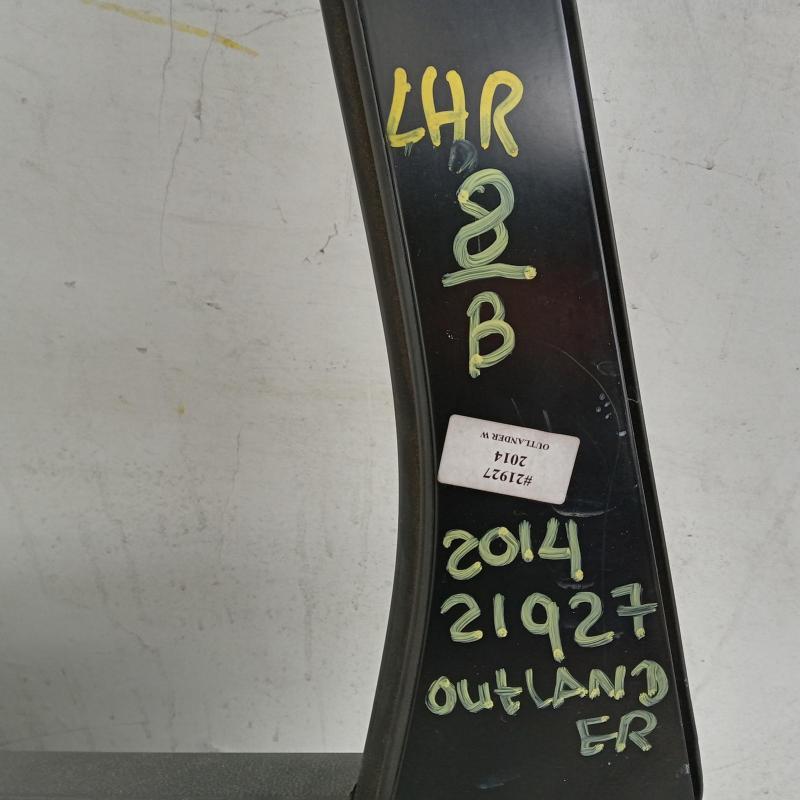 LHR
8
B
#21927
2014
OUTLANDER W
2014
21927
OUtLAND
ER